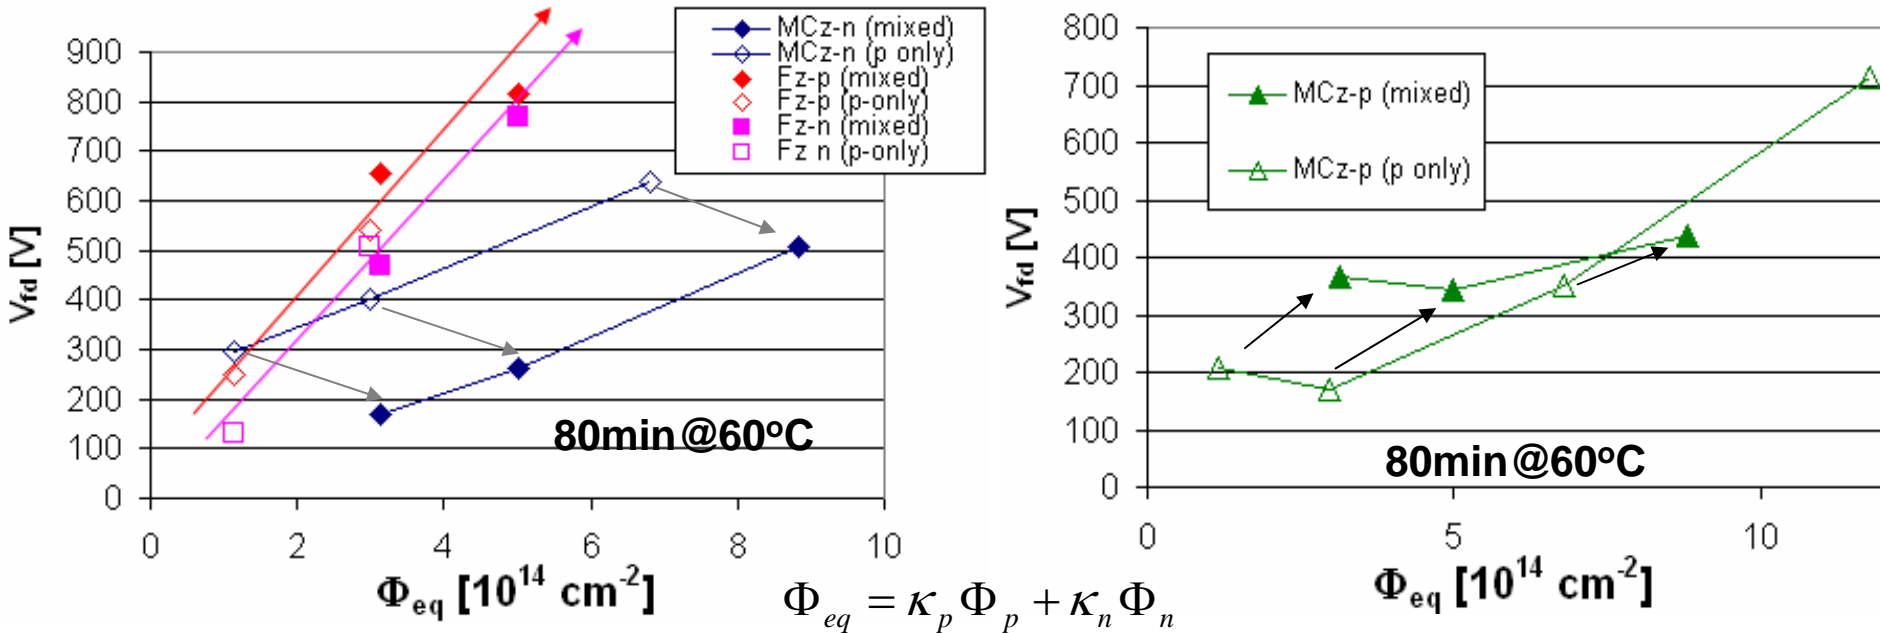 900
800
700
600
500
400
300
200
100
0
V_fd [V]
0 2 4 6 8 10
Φ_eq [10^14 cm^-2]
MCz-n (mixed)
MCz-n (p only)
Fz-p (mixed)
Fz-p (p-only)
Fz-n (mixed)
Fz n (p-only)
80min@60°C
800
700
600
500
400
300
200
100
0
V_fd [V]
0 5 10
Φ_eq [10^14 cm^-2]
MCz-p (mixed)
MCz-p (p only)
80min@60°C
Φ_eq = κ_p Φ_p + κ_n Φ_n